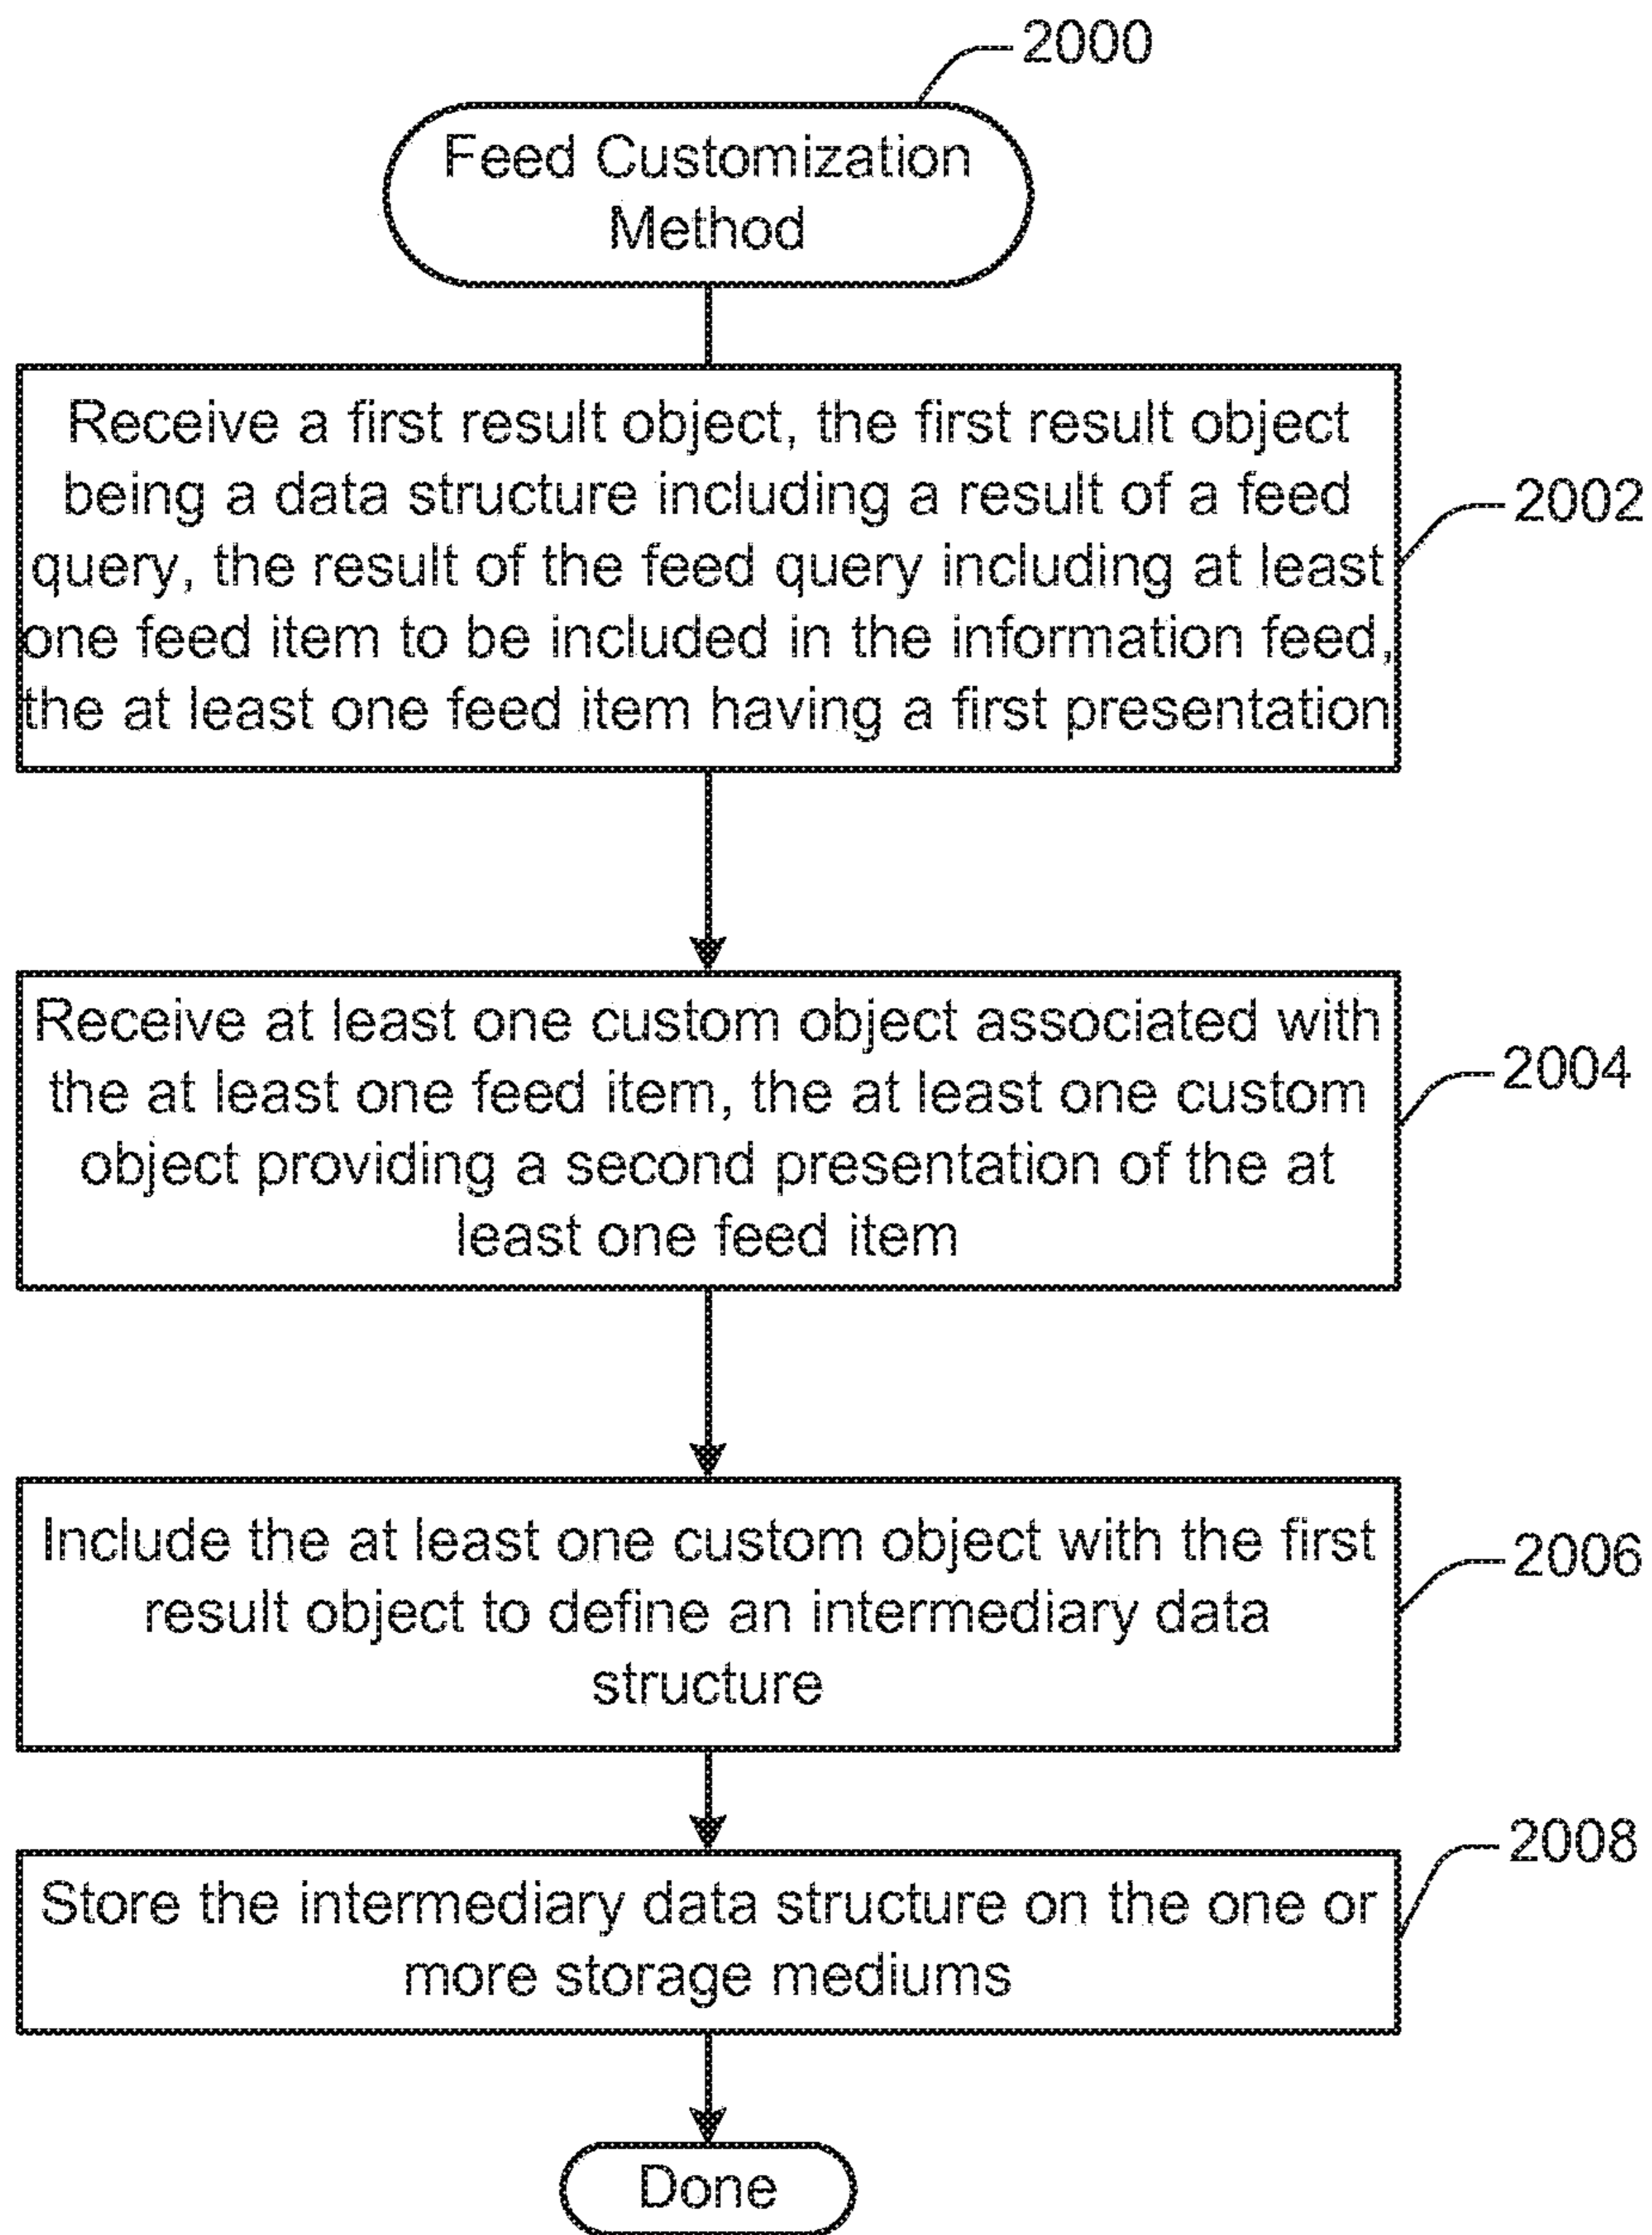 2000
Feed Customization
Method
Receive a first result object, the first result object
being a data structure including a result of a feed
query, the result of the feed query including at least
one feed item to be included in the information feed,
the at least one feed item having a first presentation
2002
Receive at least one custom object associated with
the at least one feed item, the at least one custom
object providing a second presentation of the at
least one feed item
2004
Include the at least one custom object with the first
result object to define an intermediary data
structure
2006
Store the intermediary data structure on the one or
more storage mediums
2008
Done